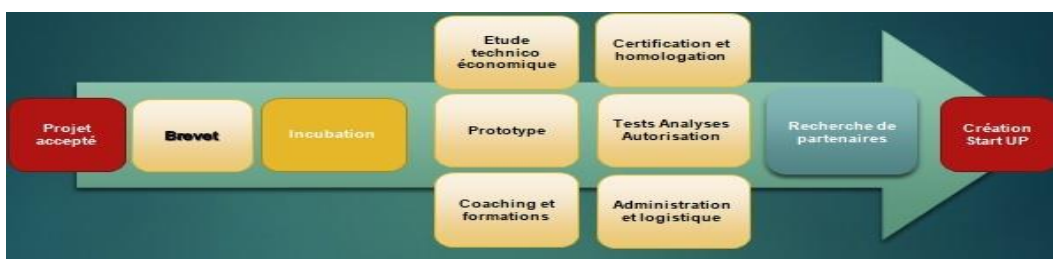 Projet
accepté
Brevet
Incubation
Etude
technico
économique
Prototype
Coaching et
formations
Certification et
homologation
Tests Analyses
Autorisation
Administration
et logistique
Recherche de
partenaires
Création
Start UP